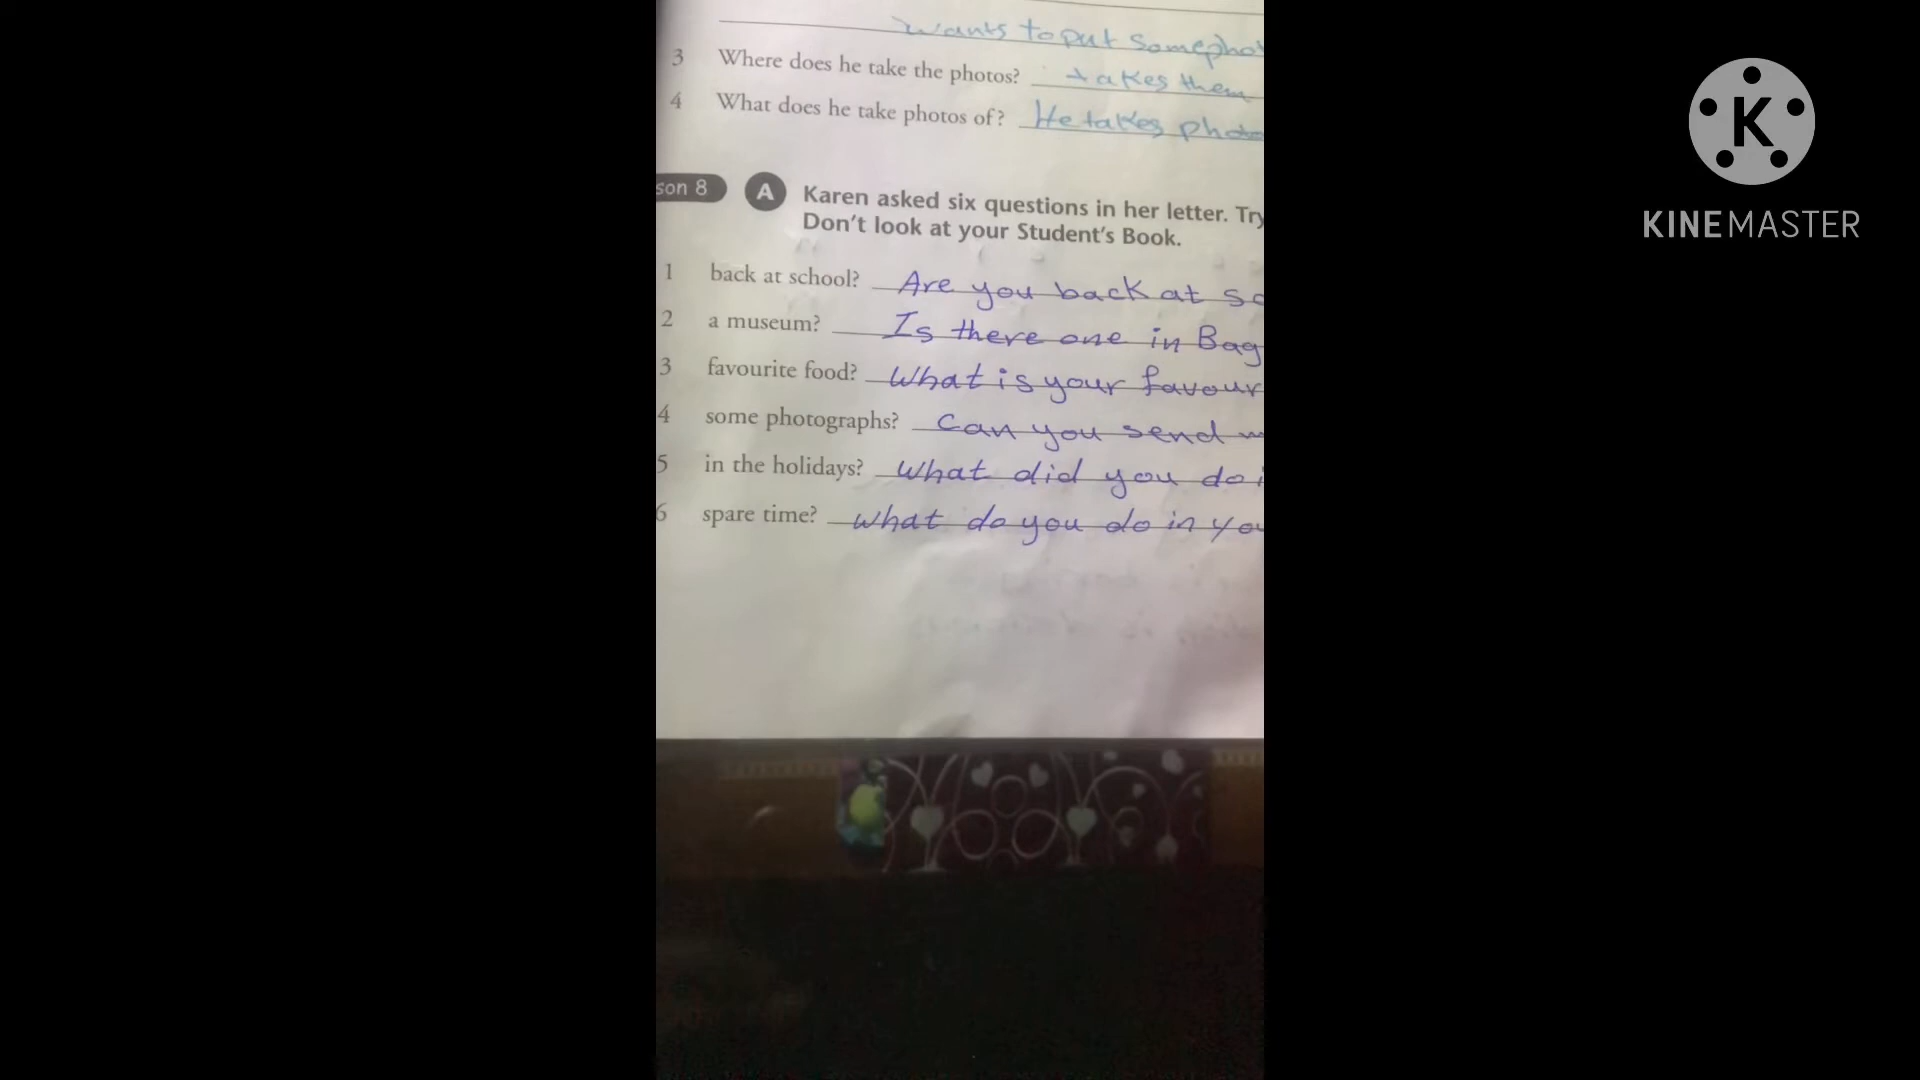 wants to put some
3 Where does he take the photos? takes them
4 What does he take photos of? He takes
son 8 A Karen asked six questions in her letter. Try
Don't look at your Student's Book.
1 back at school? Are you back at
2 a museum? Is there one in
3 favourite food? What is your
4 some photographs? Can you send
5 in the holidays? What did you do
6 spare time? What do you do in
KINEMASTER